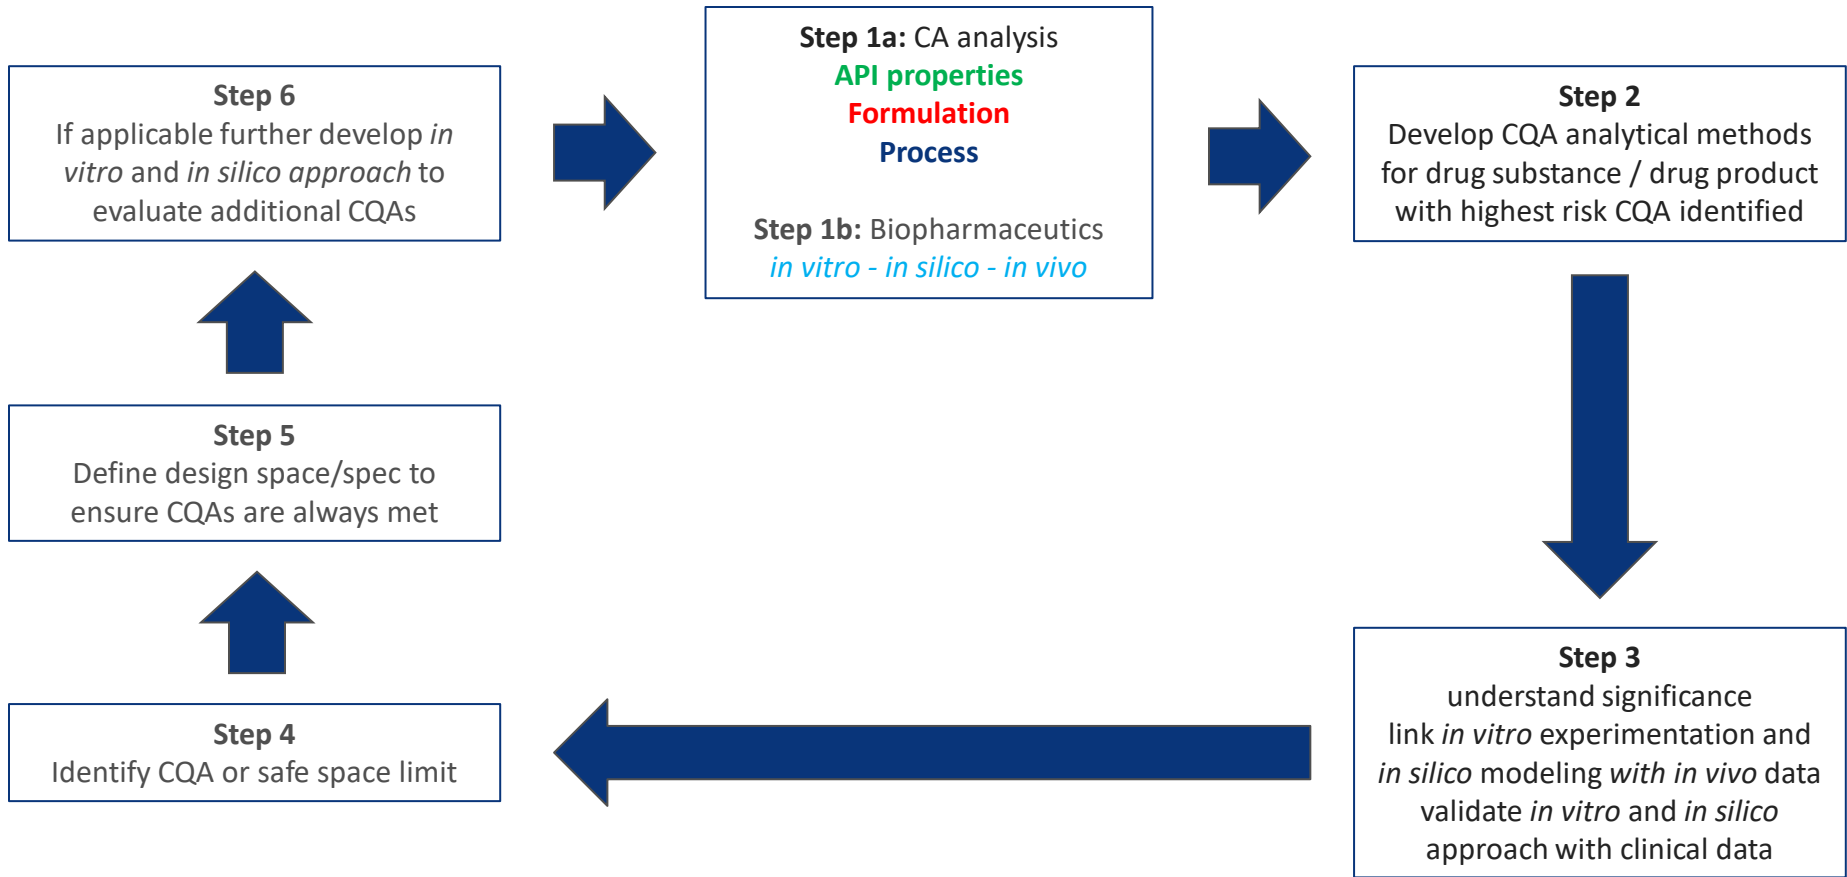 Step 1a: CA analysis
API properties
Formulation
Process
Step 1b: Biopharmaceutics
in vitro - in silico - in vivo
Step 2
Develop CQA analytical methods
for drug substance / drug product
with highest risk CQA identified
Step 3
understand significance
link in vitro experimentation and
in silico modeling with in vivo data
validate in vitro and in silico
approach with clinical data
Step 4
Identify CQA or safe space limit
Step 5
Define design space/spec to
ensure CQAs are always met
Step 6
If applicable further develop in
vitro and in silico approach to
evaluate additional CQAs